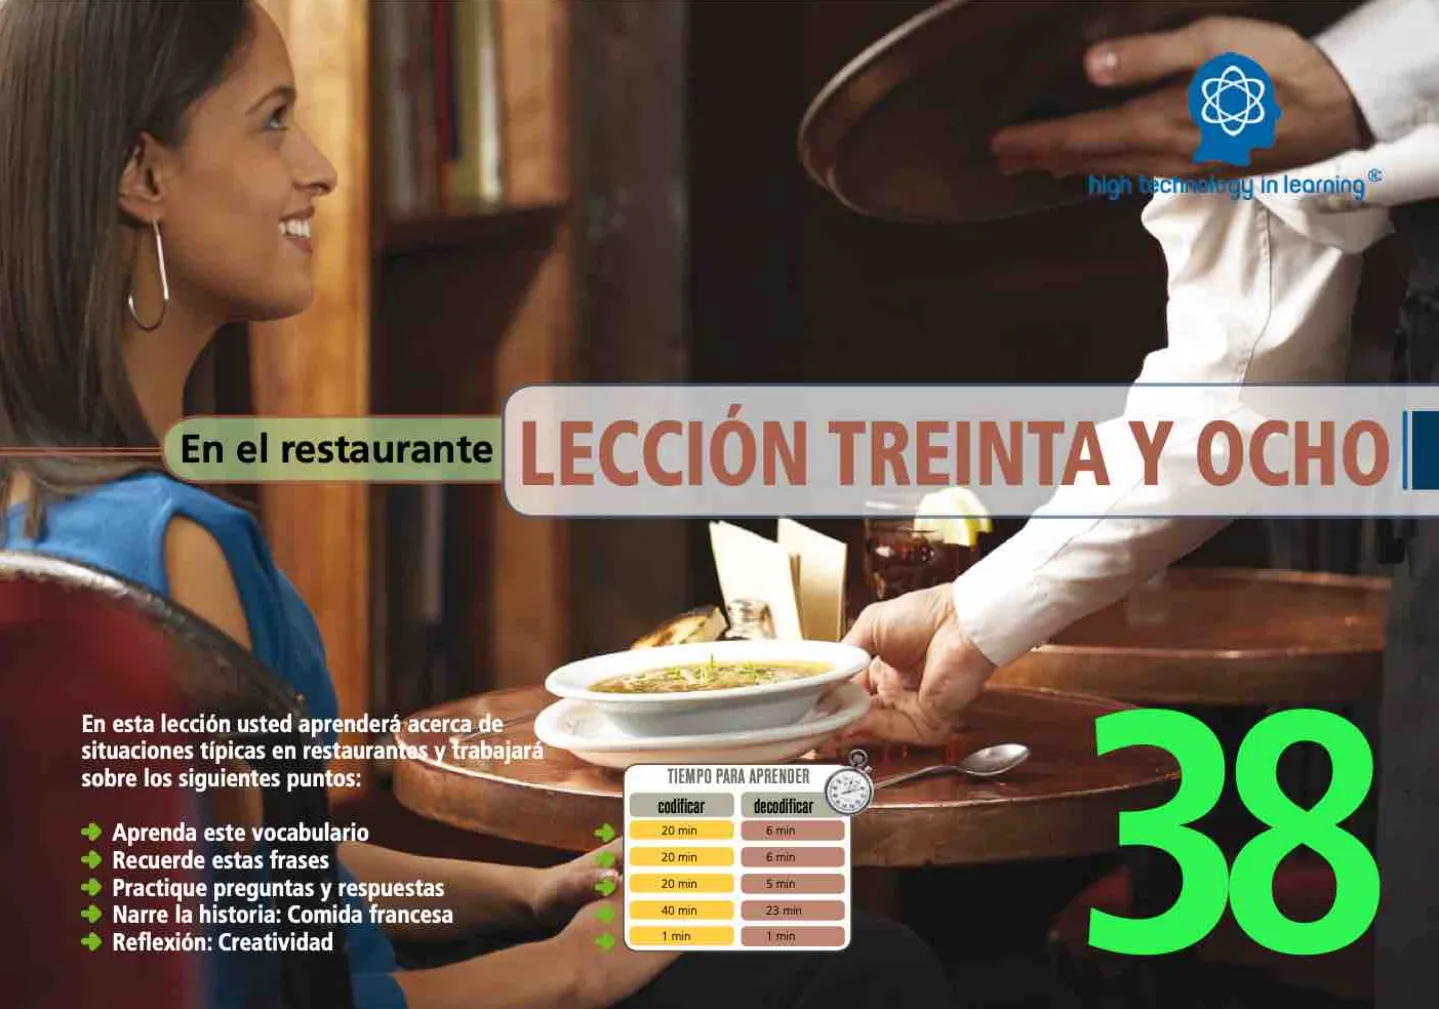 high technology in learning®
En el restaurante
LECCIÓN TREINTA Y OCHO
En esta lección usted aprenderá acerca de
situaciones típicas en restaurantes y trabajará
sobre los siguientes puntos:
Aprenda este vocabulario
Recuerde estas frases
Practique preguntas y respuestas
Narre la historia: Comida francesa
Reflexión: Creatividad
TIEMPO PARA APRENDER
codificar decodificar
20 min 6 min
20 min 6 min
20 min 5 min
40 min 23 min
1 min 1 min
38